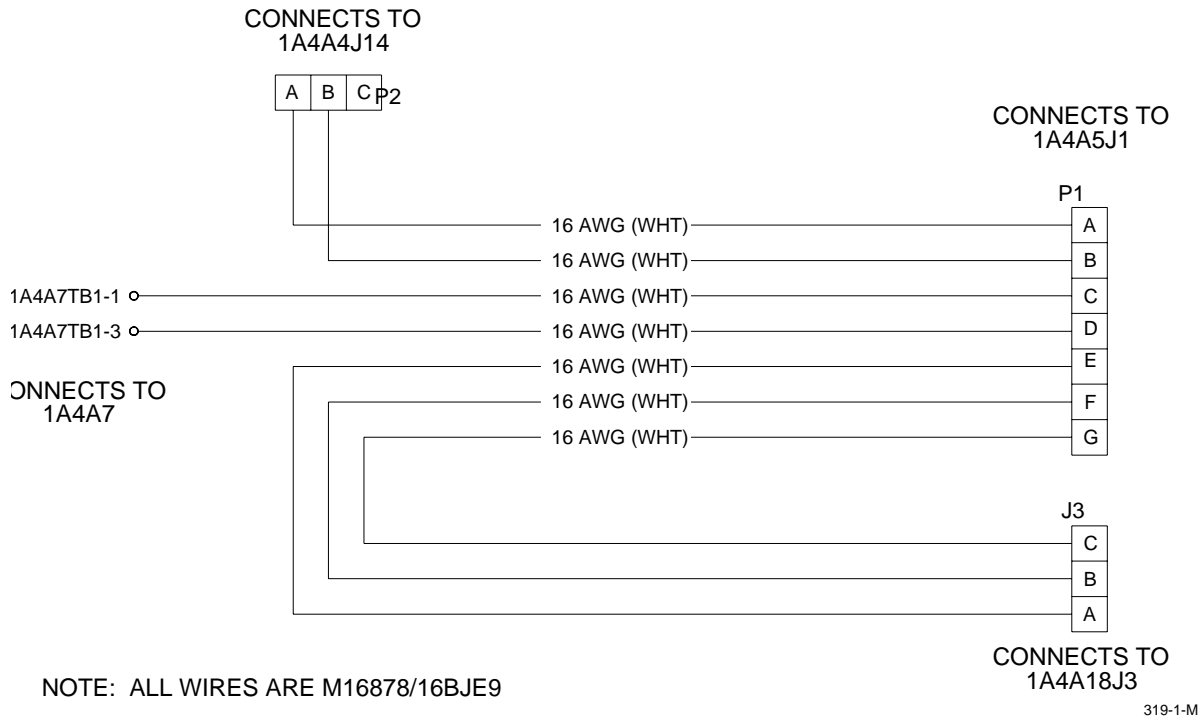 CONNECTS TO
1A4A4J14
A B C P2
CONNECTS TO
1A4A5J1
P1
16 AWG (WHT) A
16 AWG (WHT) B
1A4A7TB1-1 16 AWG (WHT) C
1A4A7TB1-3 16 AWG (WHT) D
16 AWG (WHT) E
ONNECTS TO
1A4A7
16 AWG (WHT) F
16 AWG (WHT) G
J3
C
B
A
CONNECTS TO
1A4A18J3
NOTE: ALL WIRES ARE M16878/16BJE9
319-1-M